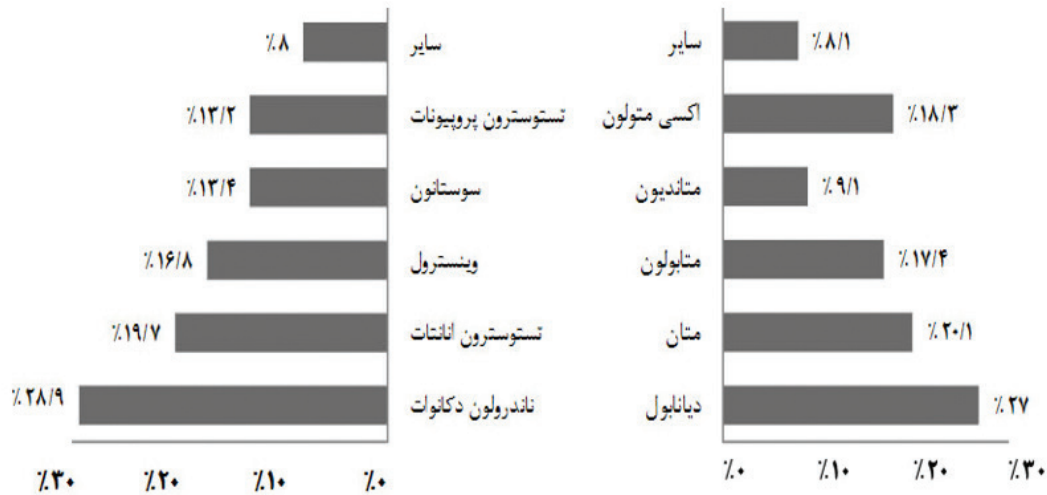 سایر ٪۸/۱
اکسی متولون ٪۱۸/۳
متاندیون ٪۹/۱
متابولون ٪۱۷/۴
متان ٪۲۰/۱
دیانابول ٪۲۷
٪۰ ٪۱۰ ٪۲۰ ٪۳۰
سایر ٪۸
تستوسترون پروپیونات ٪۱۳/۲
سوستانون ٪۱۳/۴
وینسترول ٪۱۶/۸
تستوسترون انانتات ٪۱۹/۷
ناندرولون دکانوات ٪۲۸/۹
٪۳۰ ٪۲۰ ٪۱۰ ٪۰